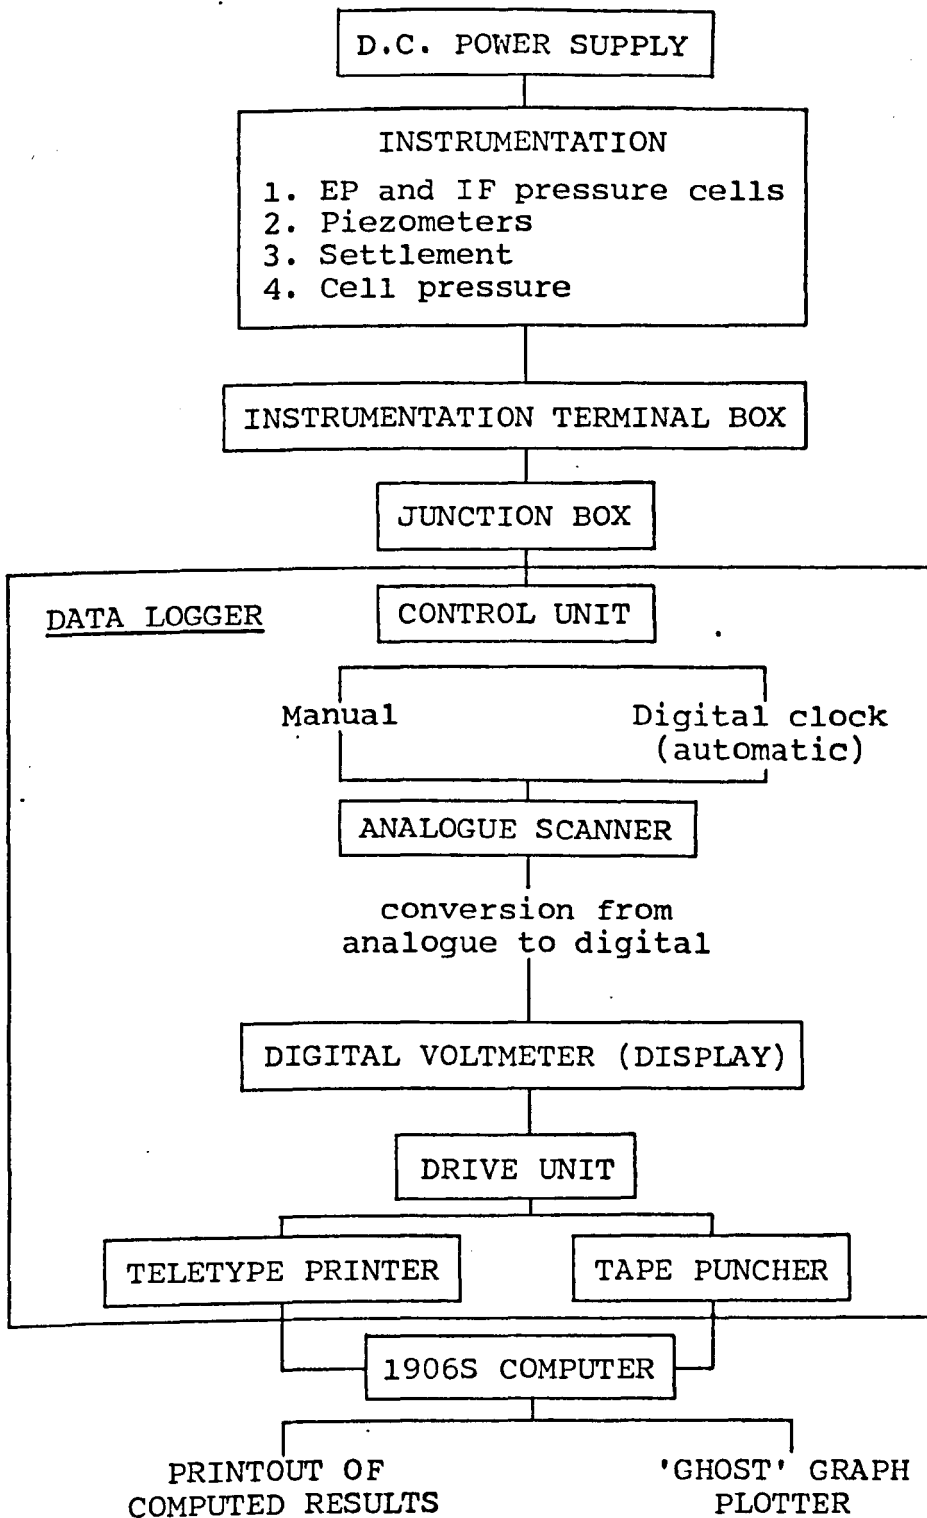 D.C. POWER SUPPLY
INSTRUMENTATION
1. EP and IF pressure cells
2. Piezometers
3. Settlement
4. Cell pressure
INSTRUMENTATION TERMINAL BOX
JUNCTION BOX
DATA LOGGER
CONTROL UNIT
Manual
Digital clock
(automatic)
ANALOGUE SCANNER
conversion from
analogue to digital
DIGITAL VOLTMETER (DISPLAY)
DRIVE UNIT
TELETYPE PRINTER
TAPE PUNCHER
1906S COMPUTER
PRINTOUT OF
COMPUTED RESULTS
'GHOST' GRAPH
PLOTTER